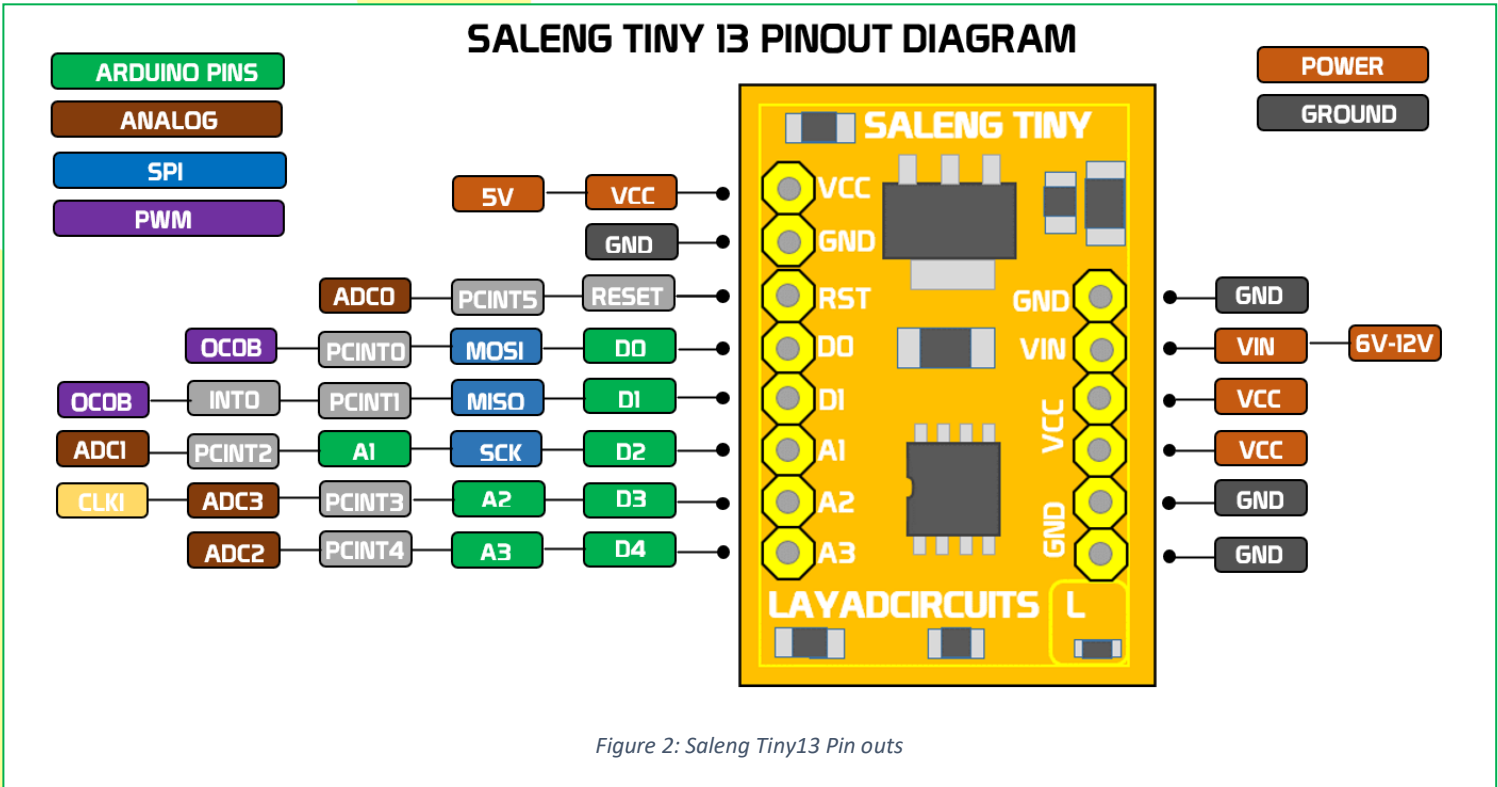 SALENG TINY 13 PINOUT DIAGRAM
ARDUINO PINS
ANALOG
SPI
PWM
POWER
GROUND
5V VCC
GND
ADC0 PCINT5 RESET
OC0B PCINT0 MOSI D0
OC0B INT0 PCINT1 MISO D1
ADC1 PCINT2 A1 SCK D2
CLKI ADC3 PCINT3 A2 D3
ADC2 PCINT4 A3 D4
SALENG TINY
VCC
GND
RST
D0
D1
A1
A2
A3
GND
VIN
VCC
GND
LAYADCIRCUITS L
GND
VIN 6V-12V
VCC
VCC
GND
GND
Figure 2: Saleng Tiny13 Pin outs